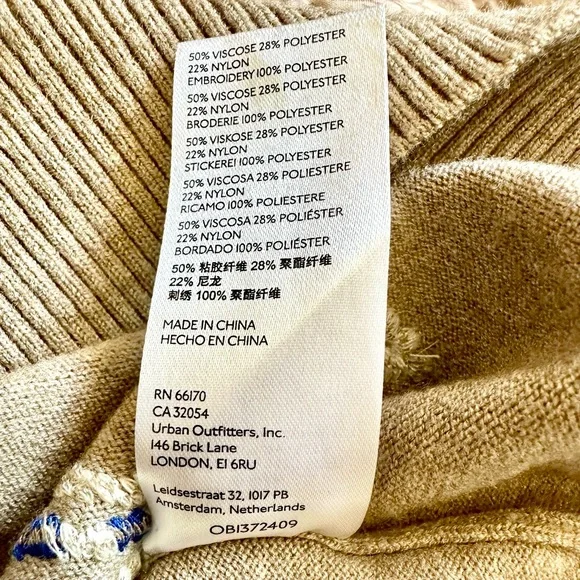 50% VISCOSE 28% POLYESTER
22% NYLON
EMBROIDERY 100% POLYESTER
50% VISCOSE 28% POLYESTER
22% NYLON
BRODERIE 100% POLYESTER
50% VISKOSE 28% POLYESTER
22% NYLON
STICKEREI 100% POLYESTER
50% VISCOSA 28% POLIESTERE
22% NYLON
RICAMO 100% POLIESTERE
50% VISCOSA 28% POLIÉSTER
22% NYLON
BORDADO 100% POLIÉSTER
50% 粘胶纤维 28% 聚酯纤维
22% 尼龙
刺绣 100% 聚酯纤维
MADE IN CHINA
HECHO EN CHINA
RN 66170
CA 32054
Urban Outfitters, Inc.
146 Brick Lane
LONDON, E1 6RU
Leidsestraat 32, 1017 PB
Amsterdam, Netherlands
OB1372409